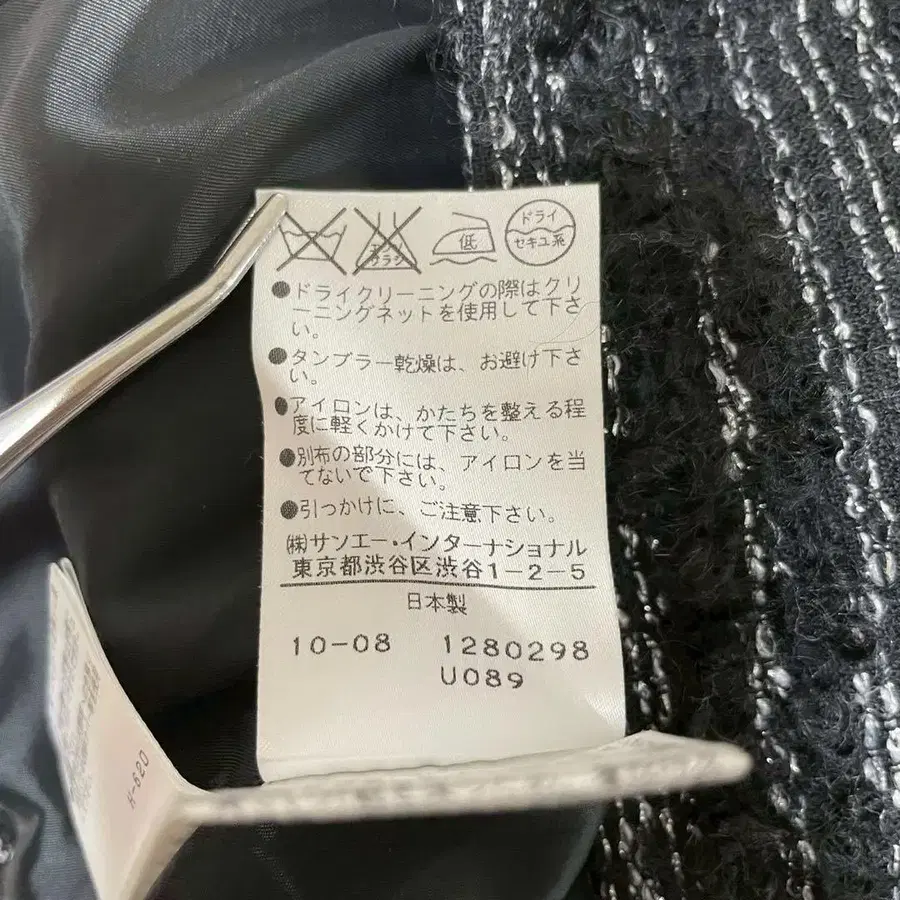 エンソ
サラシ
低
ドライ
セキユ系
●ドライクリーニングの際はクリ
ーニングネットを使用して下さ
い。
●タンブラー乾燥は、お避け下さ
い。
●アイロンは、かたちを整える程
度に軽くかけて下さい。
●別布の部分には、アイロンを当
てないで下さい。
●引っかけに、ご注意下さい。
㈱サンエー・インターナショナル
東京都渋谷区渋谷1-2-5
日本製
10-08 1280298
U089
H-620